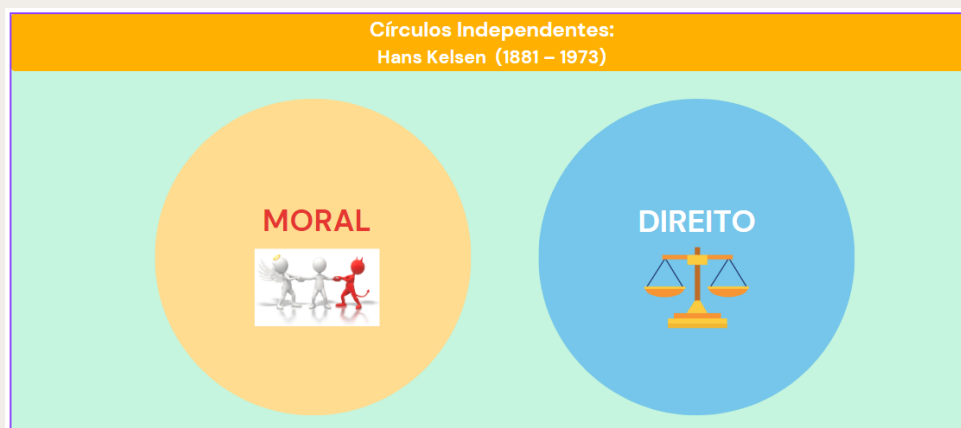 Círculos Independentes:
Hans Kelsen (1881 – 1973)
MORAL
DIREITO